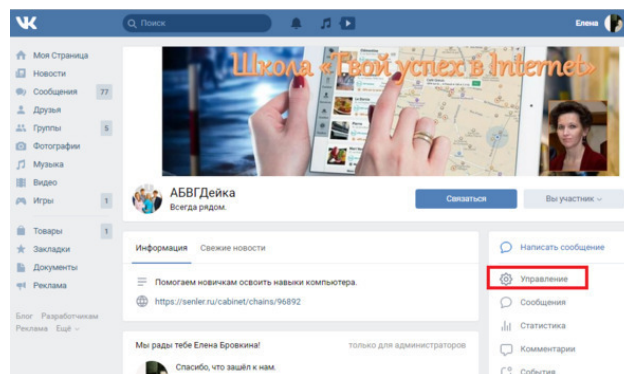 Поиск
Елена
Школа «Твой успех в Internet»
Моя Страница
Новости
Сообщения 77
Друзья
Группы 5
Фотографии
Музыка
Видео
Игры 1
Товары 1
Закладки
Документы
Реклама
Блог Разработчикам
Реклама Ещё
АБВГДейка
Всегда рядом.
Связаться
Вы участник
Информация Свежие новости
Помогаем новичкам освоить навыки компьютера.
https://senler.ru/cabinet/chains/96892
Мы рады тебе Елена Бровкина! только для администраторов
Спасибо, что зашёл к нам.
Написать сообщение
Управление
Сообщения
Статистика
Комментарии
События